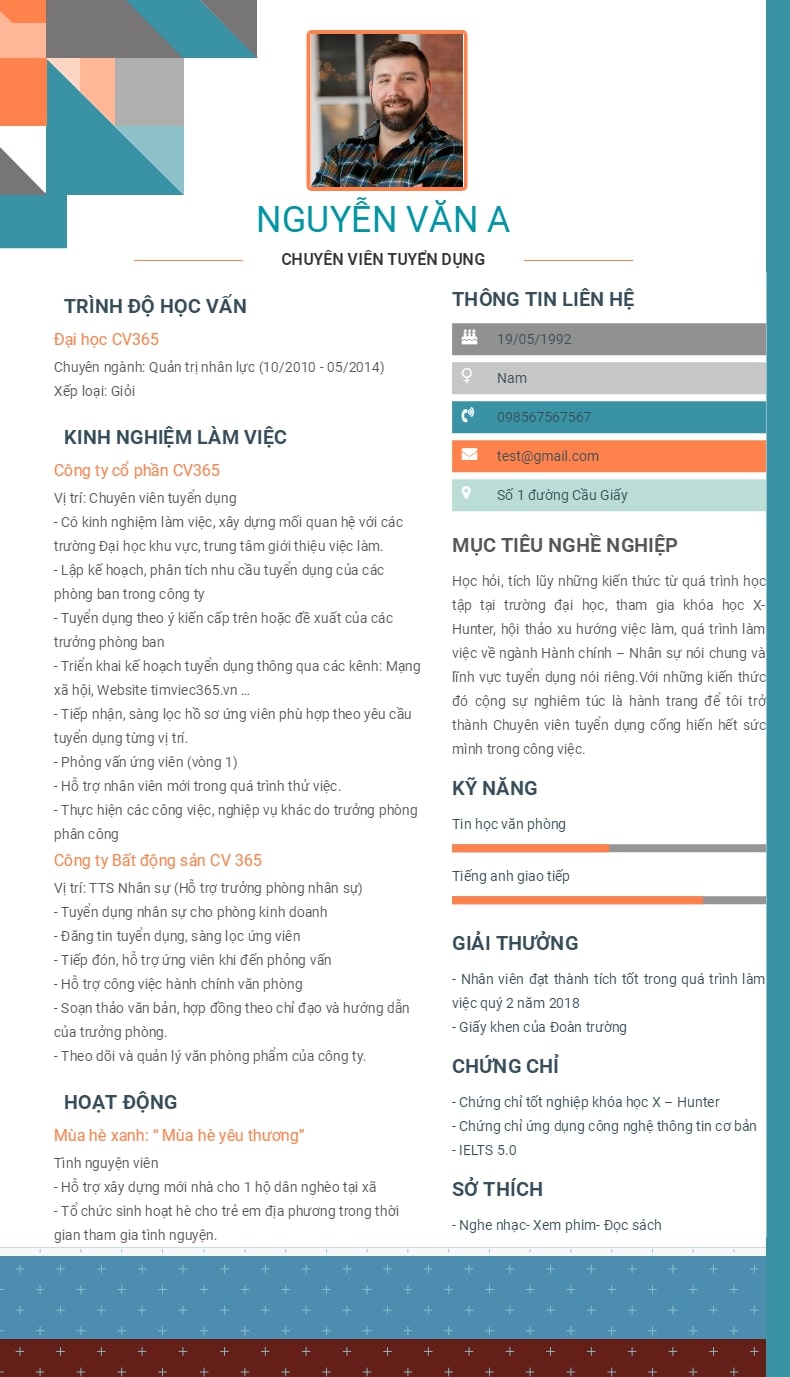 NGUYỄN VĂN A
CHUYÊN VIÊN TUYỂN DỤNG
TRÌNH ĐỘ HỌC VẤN
Đại học CV365
Chuyên ngành: Quản trị nhân lực (10/2010 - 05/2014)
Xếp loại: Giỏi
KINH NGHIỆM LÀM VIỆC
Công ty cổ phần CV365
Vị trí: Chuyên viên tuyển dụng
- Có kinh nghiệm làm việc, xây dựng mối quan hệ với các
trường Đại học khu vực, trung tâm giới thiệu việc làm.
- Lập kế hoạch, phân tích nhu cầu tuyển dụng của các
phòng ban trong công ty
- Tuyển dụng theo ý kiến cấp trên hoặc đề xuất của các
trưởng phòng ban
- Triển khai kế hoạch tuyển dụng thông qua các kênh: Mạng
xã hội, Website timviec365.vn ...
- Tiếp nhận, sàng lọc hồ sơ ứng viên phù hợp theo yêu cầu
tuyển dụng từng vị trí.
- Phỏng vấn ứng viên (vòng 1)
- Hỗ trợ nhân viên mới trong quá trình thử việc.
- Thực hiện các công việc, nghiệp vụ khác do trưởng phòng
phân công
Công ty Bất động sản CV 365
Vị trí: TTS Nhân sự (Hỗ trợ trưởng phòng nhân sự)
- Tuyển dụng nhân sự cho phòng kinh doanh
- Đăng tin tuyển dụng, sàng lọc ứng viên
- Tiếp đón, hỗ trợ ứng viên khi đến phỏng vấn
- Hỗ trợ công việc hành chính văn phòng
- Soạn thảo văn bản, hợp đồng theo chỉ đạo và hướng dẫn
của trưởng phòng.
- Theo dõi và quản lý văn phòng phẩm của công ty.
HOẠT ĐỘNG
Mùa hè xanh: “ Mùa hè yêu thương”
Tình nguyện viên
- Hỗ trợ xây dựng mới nhà cho 1 hộ dân nghèo tại xã
- Tổ chức sinh hoạt hè cho trẻ em địa phương trong thời
gian tham gia tình nguyện.
THÔNG TIN LIÊN HỆ
19/05/1992
Nam
098567567567
test@gmail.com
Số 1 đường Cầu Giấy
MỤC TIÊU NGHỀ NGHIỆP
Học hỏi, tích lũy những kiến thức từ quá trình học
tập tại trường đại học, tham gia khóa học X-
Hunter, hội thảo xu hướng việc làm, quá trình làm
việc về ngành Hành chính – Nhân sự nói chung và
lĩnh vực tuyển dụng nói riêng.Với những kiến thức
đó cộng sự nghiêm túc là hành trang để tôi trở
thành Chuyên viên tuyển dụng cống hiến hết sức
mình trong công việc.
KỸ NĂNG
Tin học văn phòng
Tiếng anh giao tiếp
GIẢI THƯỞNG
- Nhân viên đạt thành tích tốt trong quá trình làm
việc quý 2 năm 2018
- Giấy khen của Đoàn trường
CHỨNG CHỈ
- Chứng chỉ tốt nghiệp khóa học X – Hunter
- Chứng chỉ ứng dụng công nghệ thông tin cơ bản
- IELTS 5.0
SỞ THÍCH
- Nghe nhạc- Xem phim- Đọc sách